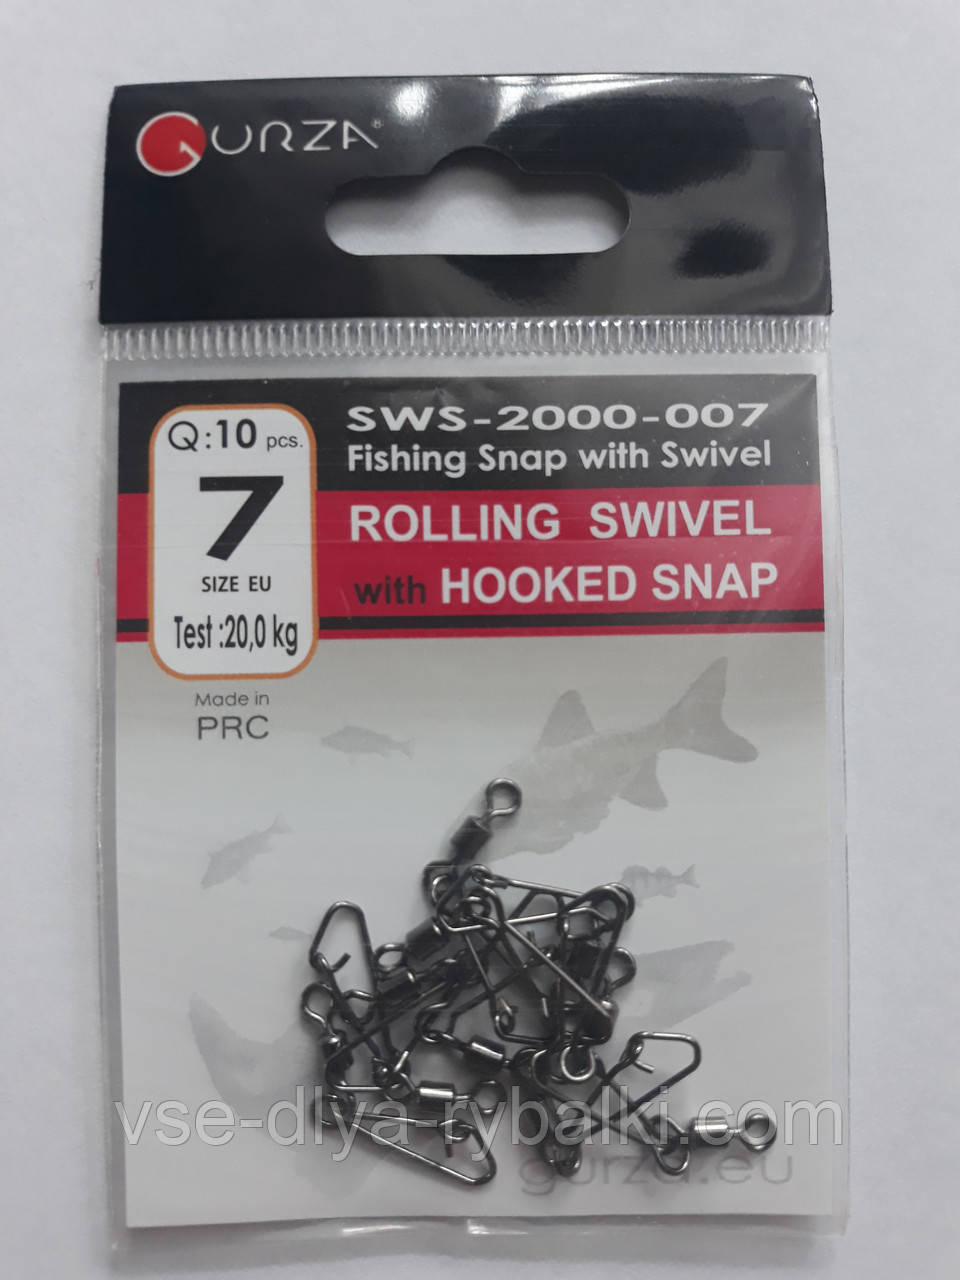 GURZA®
SWS-2000-007
Fishing Snap with Swivel
ROLLING SWIVEL
with HOOKED SNAP
Q:10 pcs.
7
SIZE EU
Test :20,0 kg
Made in
PRC
vse-dlya-rybalki.com
gurza.eu